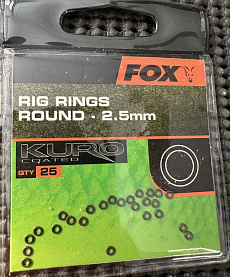 FOX
RIG RINGS
ROUND - 2.5mm
KURO
COATED
QTY 25